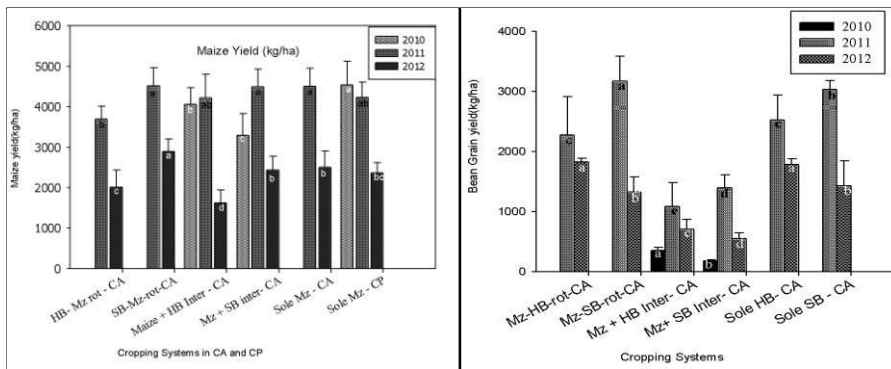 Maize Yield (kg/ha)
2010
2011
2012
6000
5000
4000
3000
2000
1000
0
Maize yield(kg/ha)
b
c
a
a
ab
d
c
a
b
a
b
a
ab
bc
HB- Mz rot - CA
SB-Mz-rot-CA
Maize + HB Inter - CA
Mz + SB inter- CA
Sole Mz - CA
Sole Mz - CP
Cropping Systems in CA and CP
2010
2011
2012
4000
3000
2000
1000
0
Bean Grain yield(kg/ha)
c
a
a
b
a
e
c
b
d
d
c
a
b
b
Mz-HB-rot-CA
Mz-SB-rot-CA
Mz + HB Inter- CA
Mz+ SB Inter- CA
Sole HB- CA
Sole SB - CA
Cropping Systems